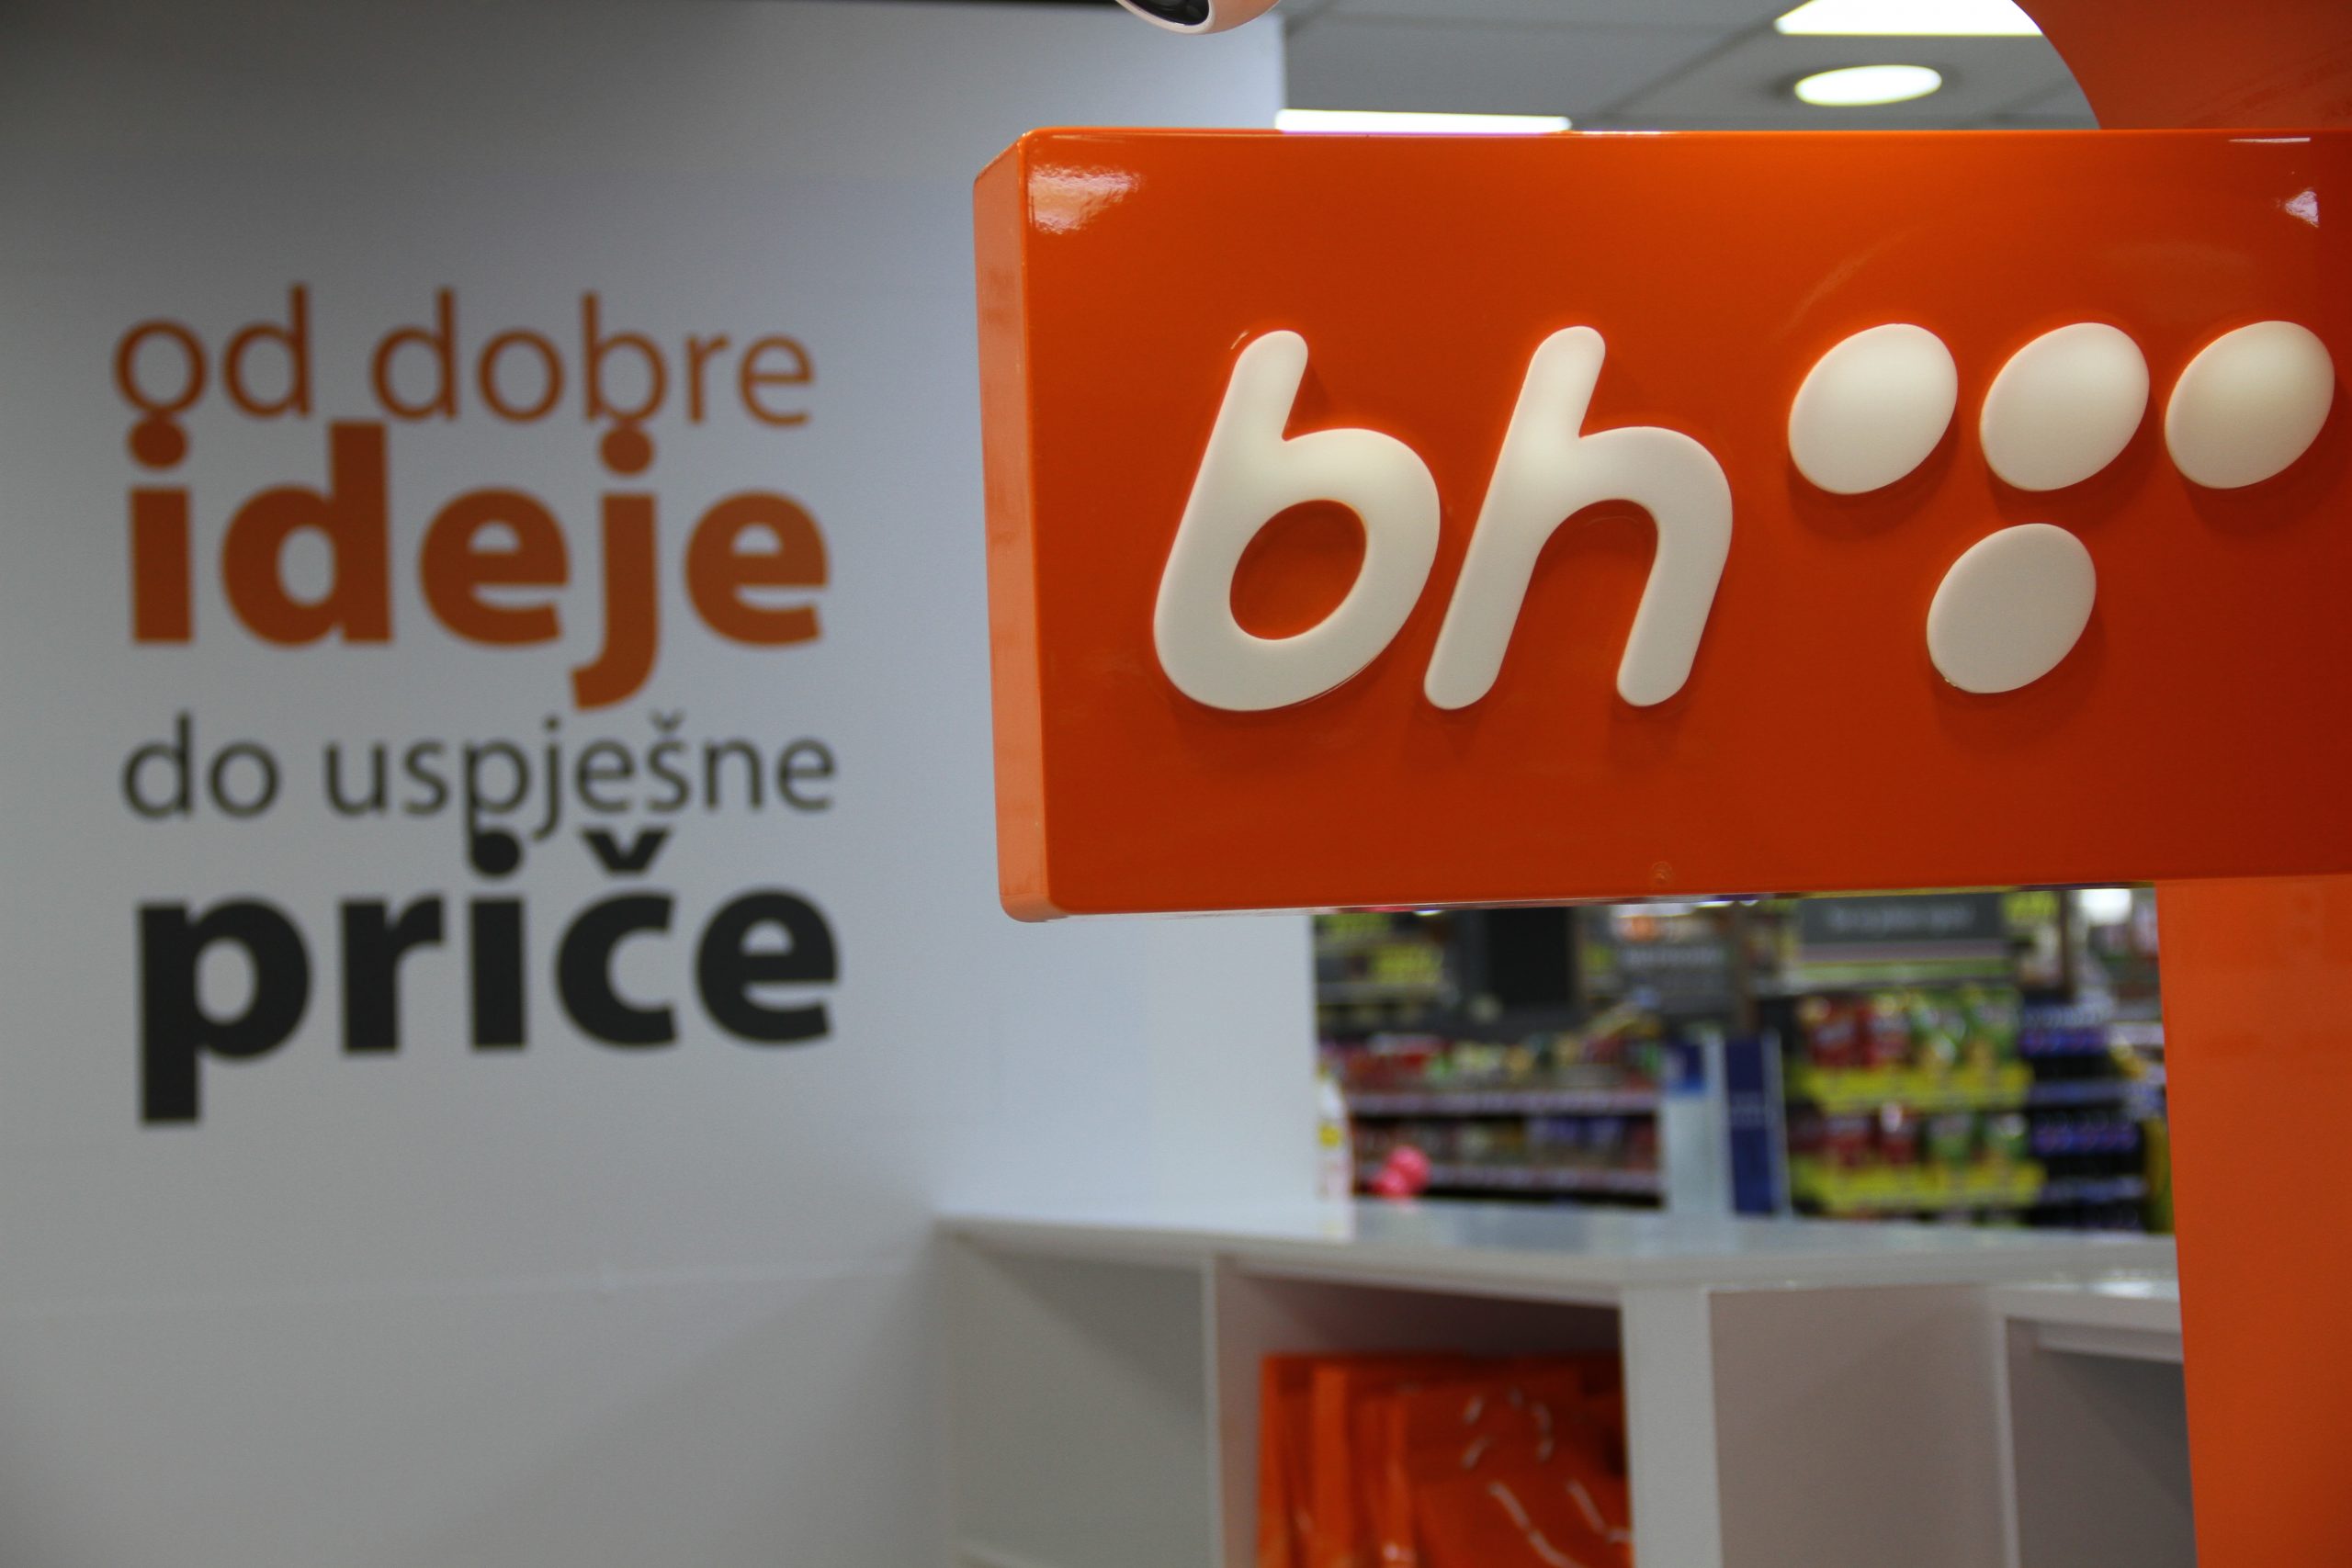 od dobre
ideje
do uspješne
priče
bh